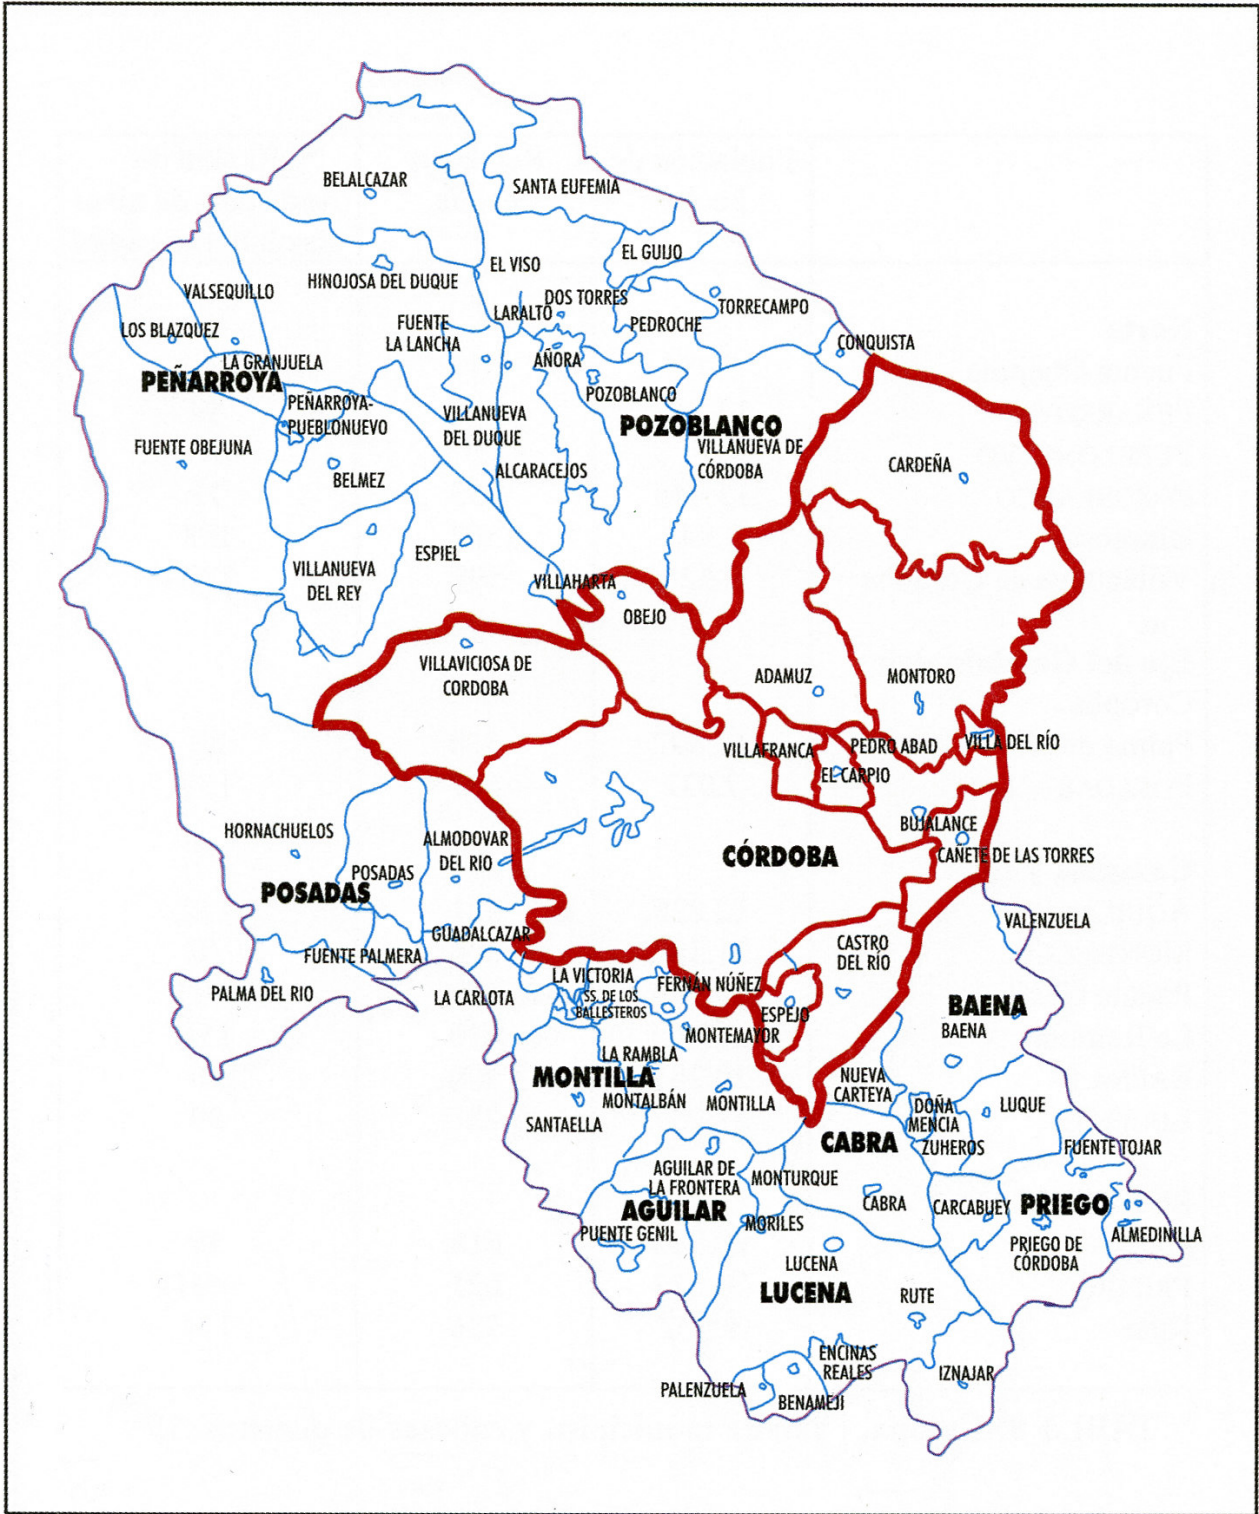 BELALCAZAR
SANTA EUFEMIA
EL GUIJO
EL VISO
HINOJOSA DEL DUQUE
VALSEQUILLO
DOS TORRES
TORRECAMPO
LARALTO
PEDROCHE
FUENTE
LA LANCHA
LOS BLAZQUEZ
CONQUISTA
LA GRANJUELA
AÑORA
PEÑARROYA
POZOBLANCO
PEÑARROYA-
PUEBLONUEVO
VILLANUEVA
DEL DUQUE
POZOBLANCO
FUENTE OBEJUNA
VILLANUEVA DE
CÓRDOBA
CARDEÑA
BELMEZ
ALCARACEJOS
ESPIEL
VILLANUEVA
DEL REY
VILLAHARTA
OBEJO
VILLAVICIOSA DE
CORDOBA
ADAMUZ
MONTORO
VILLAFRANCA
PEDRO ABAD
VILLA DEL RÍO
EL CARPIO
HORNACHUELOS
ALMODOVAR
DEL RIO
BUJALANCE
CÓRDOBA
CAÑETE DE LAS TORRES
POSADAS
POSADAS
VALENZUELA
GUADALCAZAR
CASTRO
DEL RÍO
FUENTE PALMERA
LA VICTORIA
FERNÁN NÚÑEZ
PALMA DEL RIO
LA CARLOTA
SS. DE LOS
BALLESTEROS
ESPEJO
BAENA
BAENA
MONTEMAYOR
LA RAMBLA
MONTILLA
NUEVA
CARTEYA
MONTALBÁN
MONTILLA
DOÑA
MENCIA
LUQUE
SANTAELLA
CABRA
ZUHEROS
FUENTE TOJAR
AGUILAR DE
LA FRONTERA
MONTURQUE
CABRA
CARCABUEY
PRIEGO
AGUILAR
MORILES
PUENTE GENIL
ALMEDINILLA
PRIEGO DE
CÓRDOBA
LUCENA
LUCENA
RUTE
ENCINAS
REALES
IZNAJAR
PALENZUELA
BENAMEJI